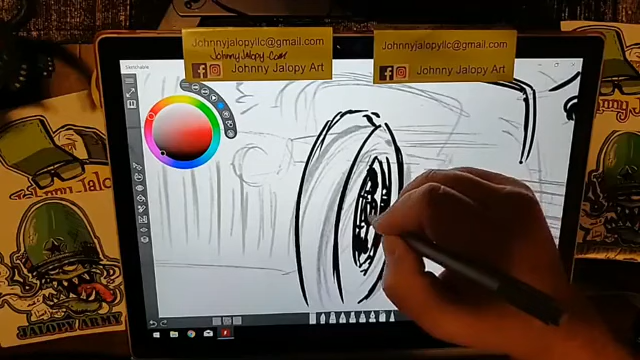 Johnnyjalopyllc@gmail.com
Johnnyjalopy.com
Johnny Jalopy Art
Johnnyjalopyllc@gmail.com
Johnny Jalopy Art
Sketchable
JALOPY ARMY